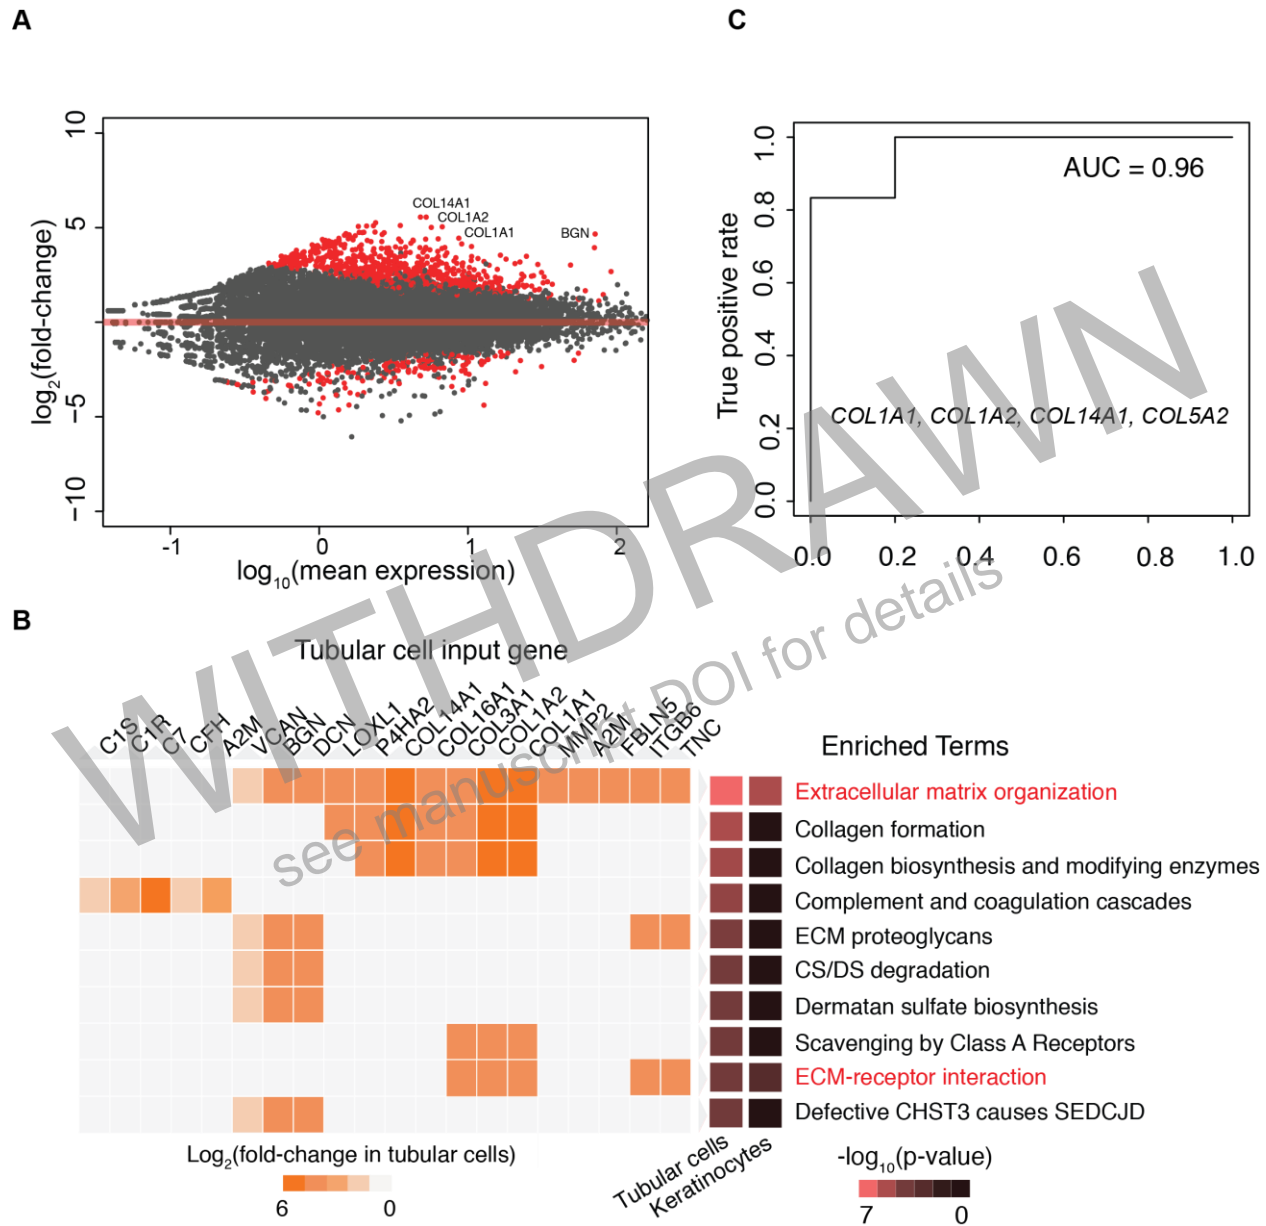 A
C
10
5
−5
−10
log2(fold-change)
COL14A1
COL1A2
COL1A1
BGN
-1
0
1
2
log10(mean expression)
True positive rate
1.0
0.8
0.6
0.4
0.2
0.0
AUC = 0.96
COL1A1, COL1A2, COL14A1, COL5A2
0.0
0.2
0.4
0.6
0.8
1.0
WITHDRAWN
see manuscript DOI for details
B
Tubular cell input gene
C1S
C1R
C7
CFH
A2M
VCAN
BGN
DCN
LOXL1
P4HA2
COL14A1
COL16A1
COL3A1
COL1A2
COL1A1
MMP2
A2M
FBLN5
ITGB6
TNC
Enriched Terms
Extracellular matrix organization
Collagen formation
Collagen biosynthesis and modifying enzymes
Complement and coagulation cascades
ECM proteoglycans
CS/DS degradation
Dermatan sulfate biosynthesis
Scavenging by Class A Receptors
ECM-receptor interaction
Defective CHST3 causes SEDCJD
Tubular cells
Keratinocytes
Log2(fold-change in tubular cells)
6
0
-log10(p-value)
7
0